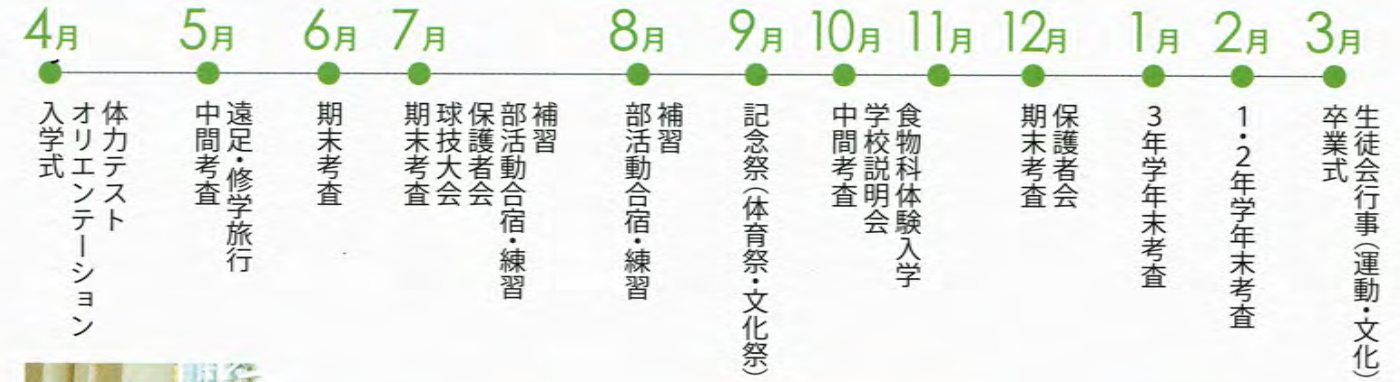 4月
5月
6月
7月
8月
9月
10月
11月
12月
1月
2月
3月
入学式
オリエンテーション
体力テスト
中間考査
遠足・修学旅行
期末考査
期末考査
球技大会
保護者会
部活動合宿・練習
補習
部活動合宿・練習
補習
記念祭(体育祭・文化祭)
中間考査
学校説明会
食物科体験入学
期末考査
保護者会
3年学年末考査
1・2年学年末考査
卒業式
生徒会行事(運動・文化)